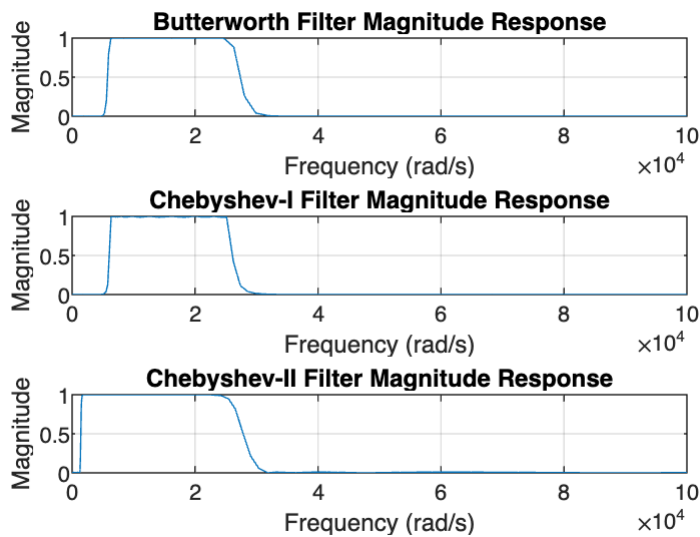 Butterworth Filter Magnitude Response
Magnitude
1
0.5
0
0 2 4 6 8 10
Frequency (rad/s)
×10^4
Chebyshev-I Filter Magnitude Response
Magnitude
1
0.5
0
0 2 4 6 8 10
Frequency (rad/s)
×10^4
Chebyshev-II Filter Magnitude Response
Magnitude
1
0.5
0
0 2 4 6 8 10
Frequency (rad/s)
×10^4